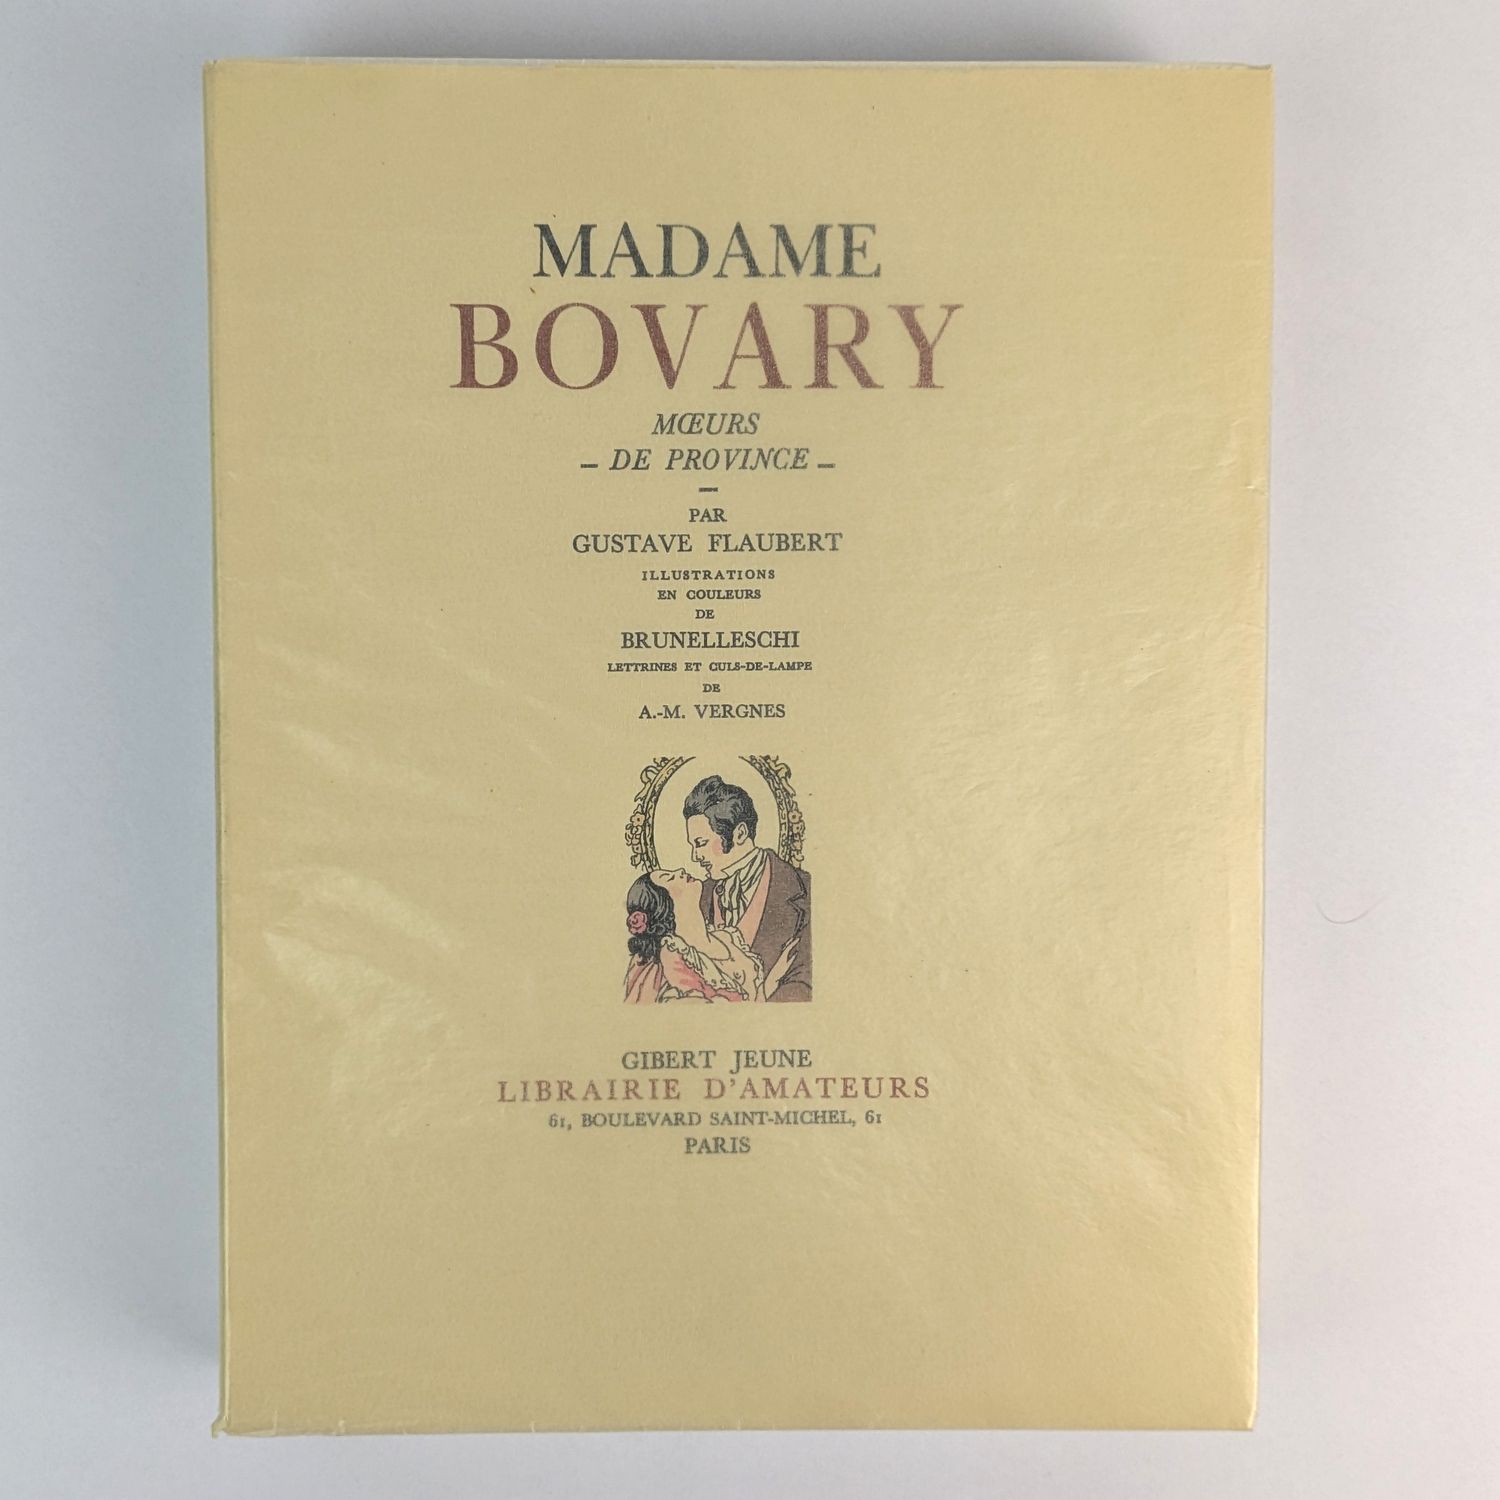 MADAME
BOVARY
MŒURS
– DE PROVINCE –
PAR
GUSTAVE FLAUBERT
ILLUSTRATIONS
EN COULEURS
DE
BRUNELLESCHI
LETTRINES ET CULS-DE-LAMPE
DE
A.-M. VERGNES
GIBERT JEUNE
LIBRAIRIE D'AMATEURS
61, BOULEVARD SAINT-MICHEL, 61
PARIS